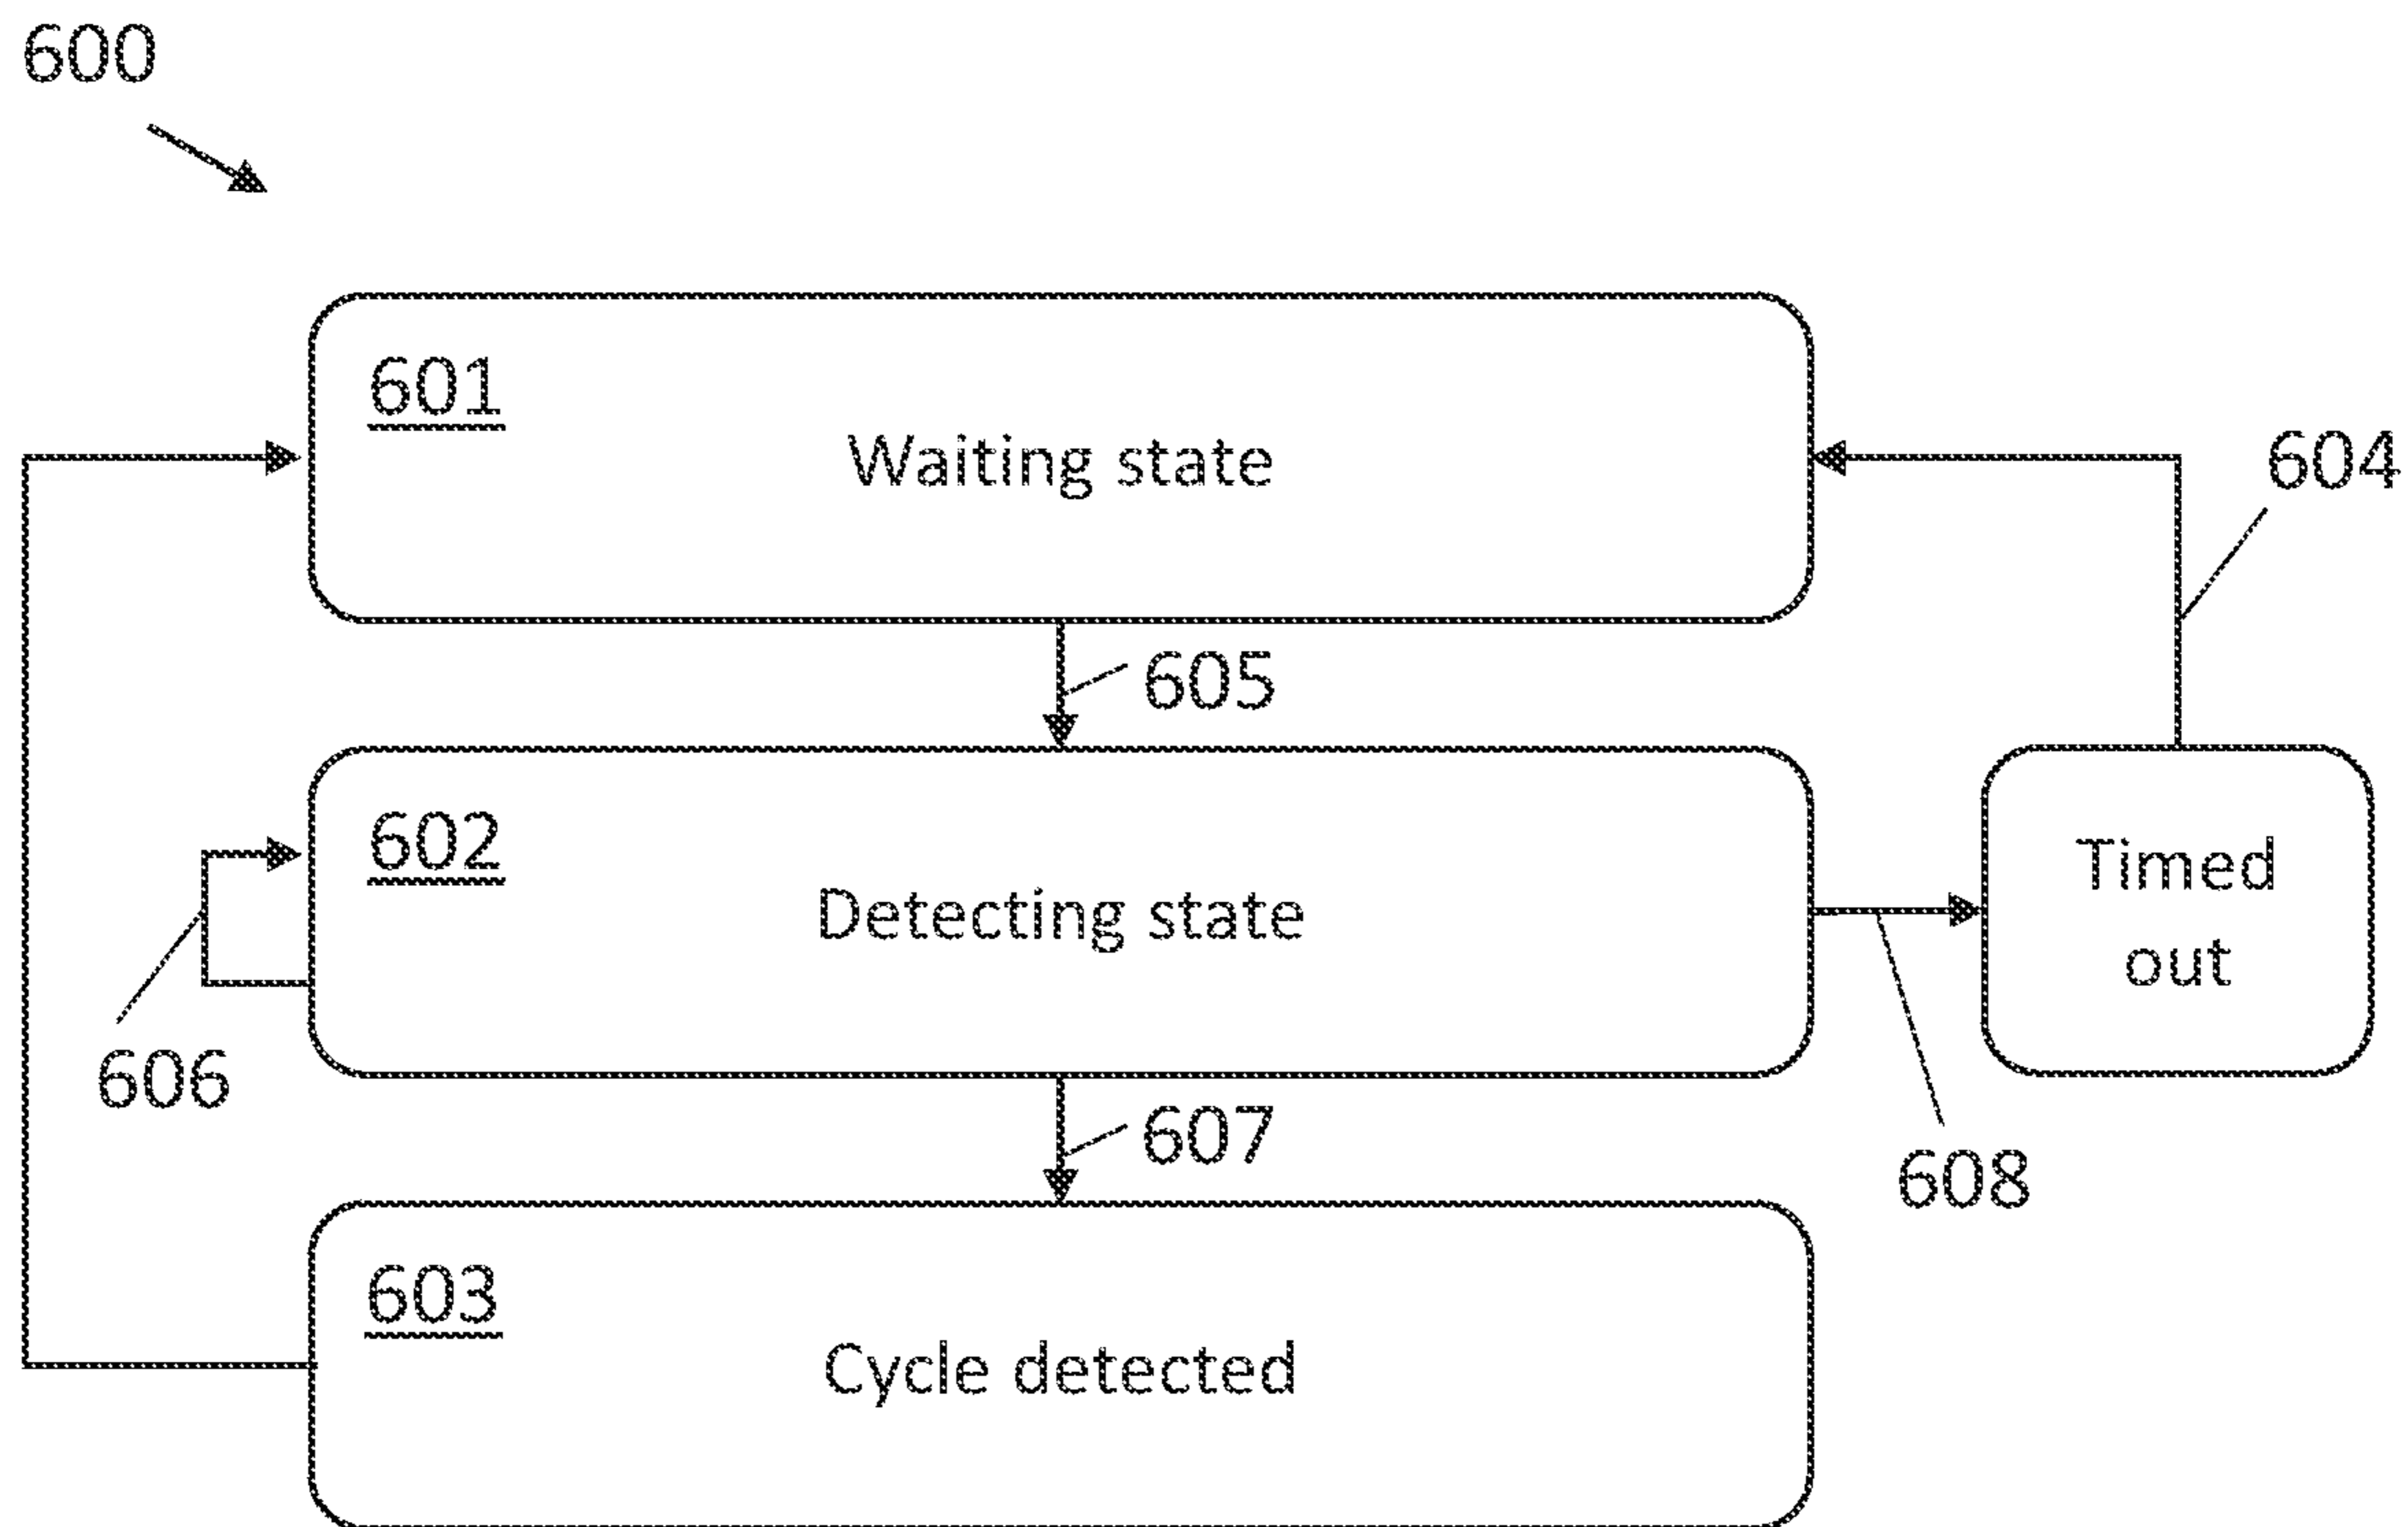 600
601
Waiting state
604
605
602
Detecting state
Timed
out
606
607
608
603
Cycle detected